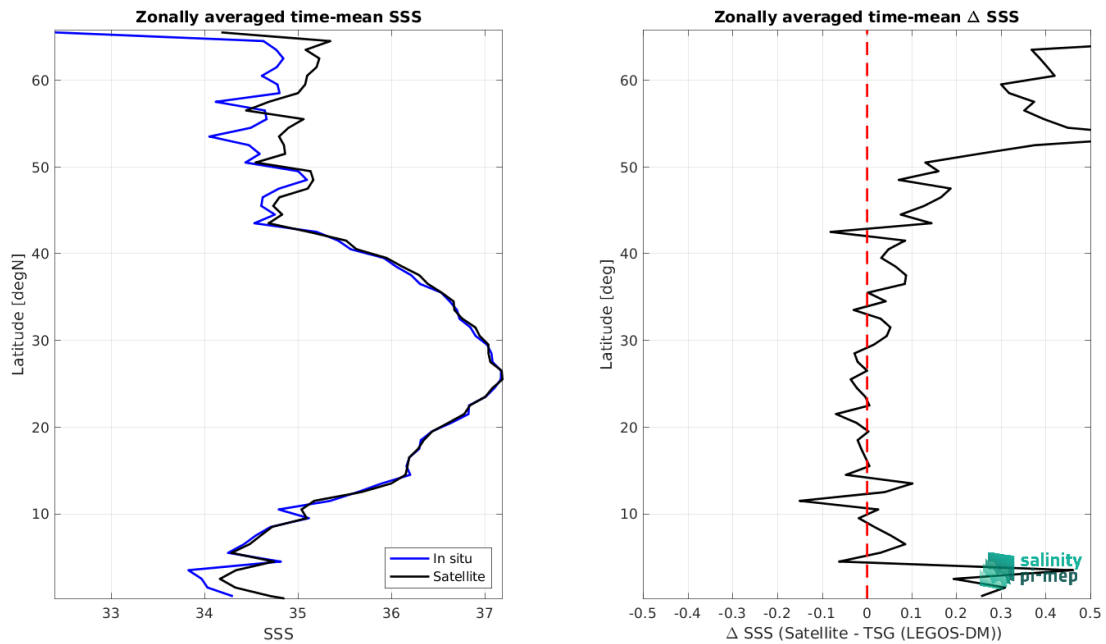 Zonally averaged time-mean SSS
60
50
40
30
20
10
Latitude [degN]
33
34
35
36
37
SSS
In situ
Satellite
Zonally averaged time-mean Δ SSS
60
50
40
30
20
10
Latitude [deg]
-0.5
-0.4
-0.3
-0.2
-0.1
0
0.1
0.2
0.3
0.4
0.5
Δ SSS (Satellite - TSG (LEGOS-DM))
salinity
pi-mep